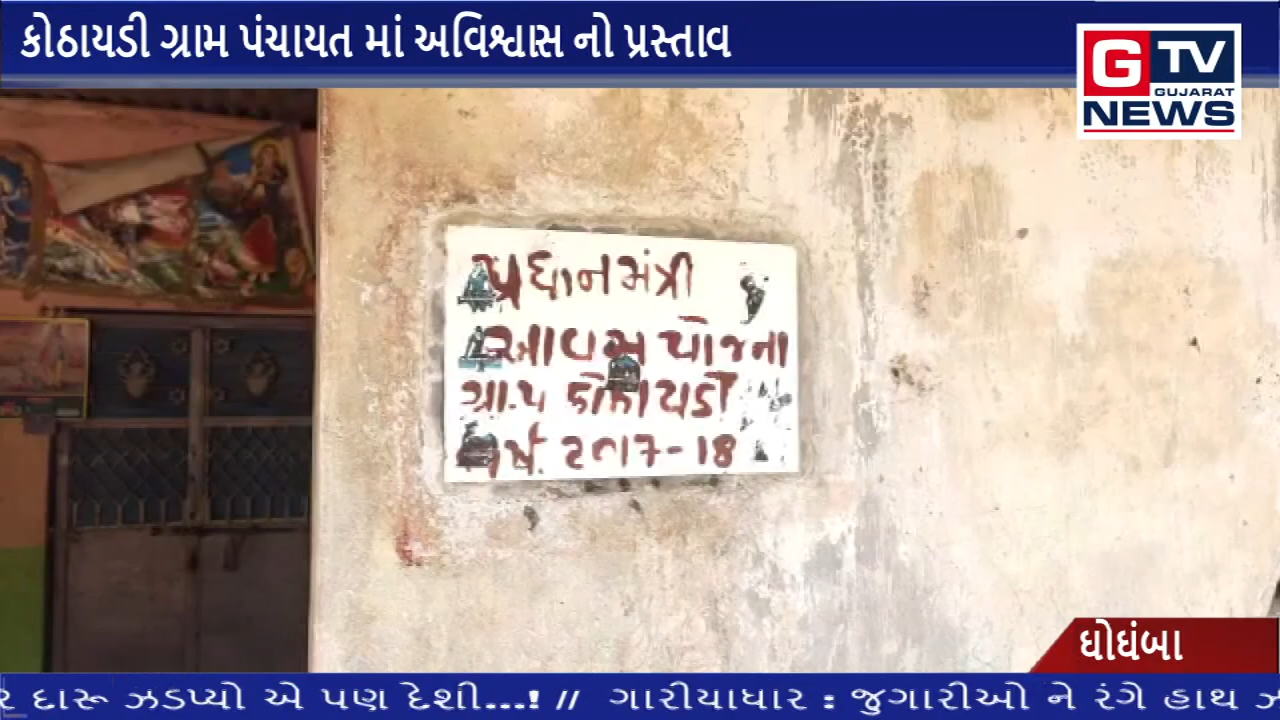 કોઠાયડી ગ્રામ પંચાયત માં અવિશ્વાસ નો પ્રસ્તાવ
G TV
GUJARAT
NEWS
પ્રધાનમંત્રી
આવાસ યોજના
ગ્રા.પં કોઠાયડી
વર્ષ. 2017-18
ઘોઘંબા
ર દારૂ ઝડપ્યો એ પણ દેશી...! // ગારીયાધાર : જુગારીઓ ને રંગે હાથ ઝ